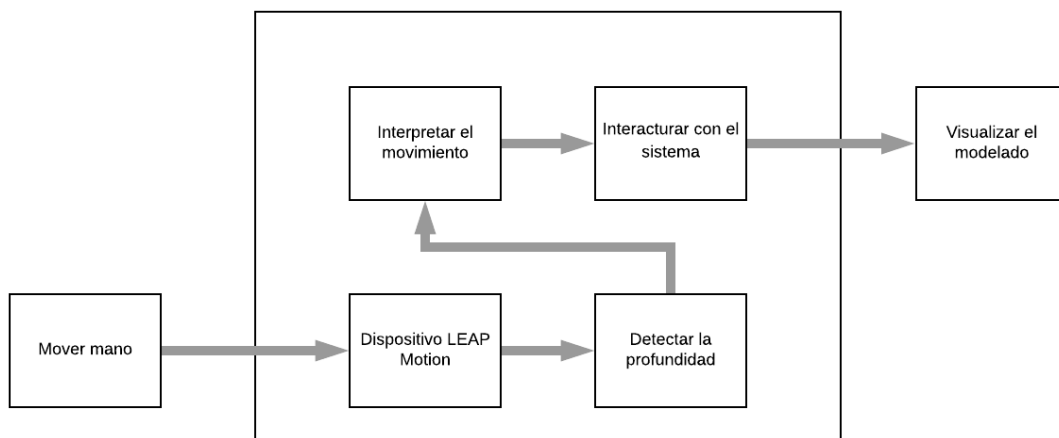 Mover mano
Dispositivo LEAP
Motion
Detectar la
profundidad
Interpretar el
movimiento
Interacturar con el
sistema
Visualizar el
modelado